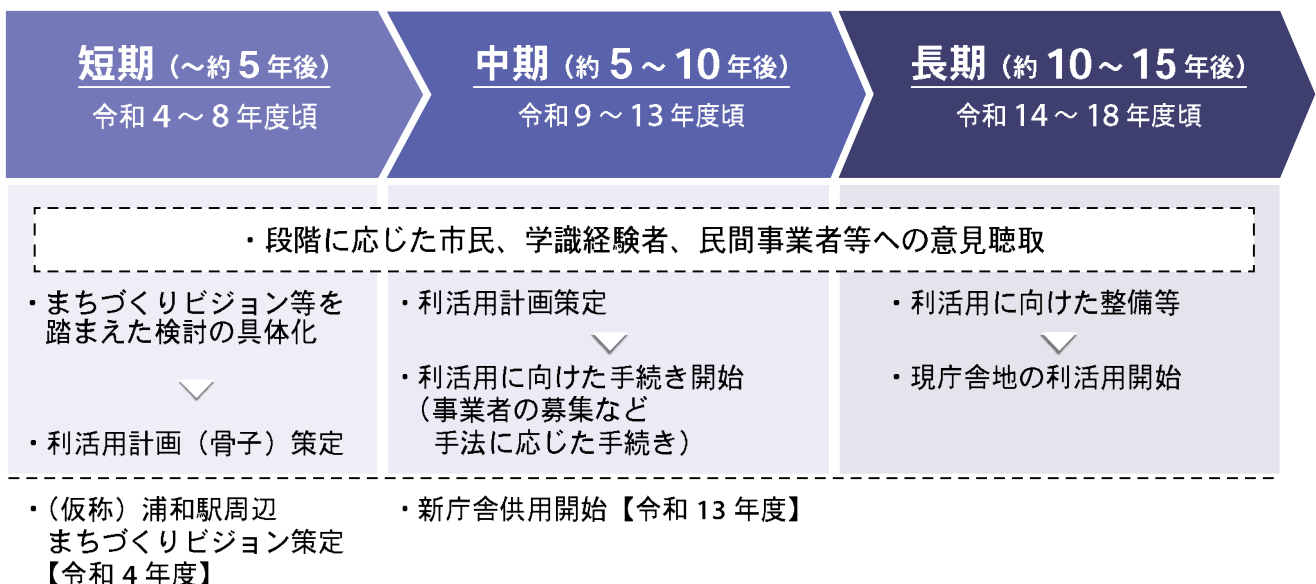 短期（～約5年後）
令和4～8年度頃
中期（約5～10年後）
令和9～13年度頃
長期（約10～15年後）
令和14～18年度頃
・段階に応じた市民、学識経験者、民間事業者等への意見聴取
・まちづくりビジョン等を
踏まえた検討の具体化
・利活用計画（骨子）策定
・利活用計画策定
・利活用に向けた手続き開始
（事業者の募集など
手法に応じた手続き）
・利活用に向けた整備等
・現庁舎地の利活用開始
・（仮称）浦和駅周辺
まちづくりビジョン策定
【令和4年度】
・新庁舎供用開始【令和13年度】